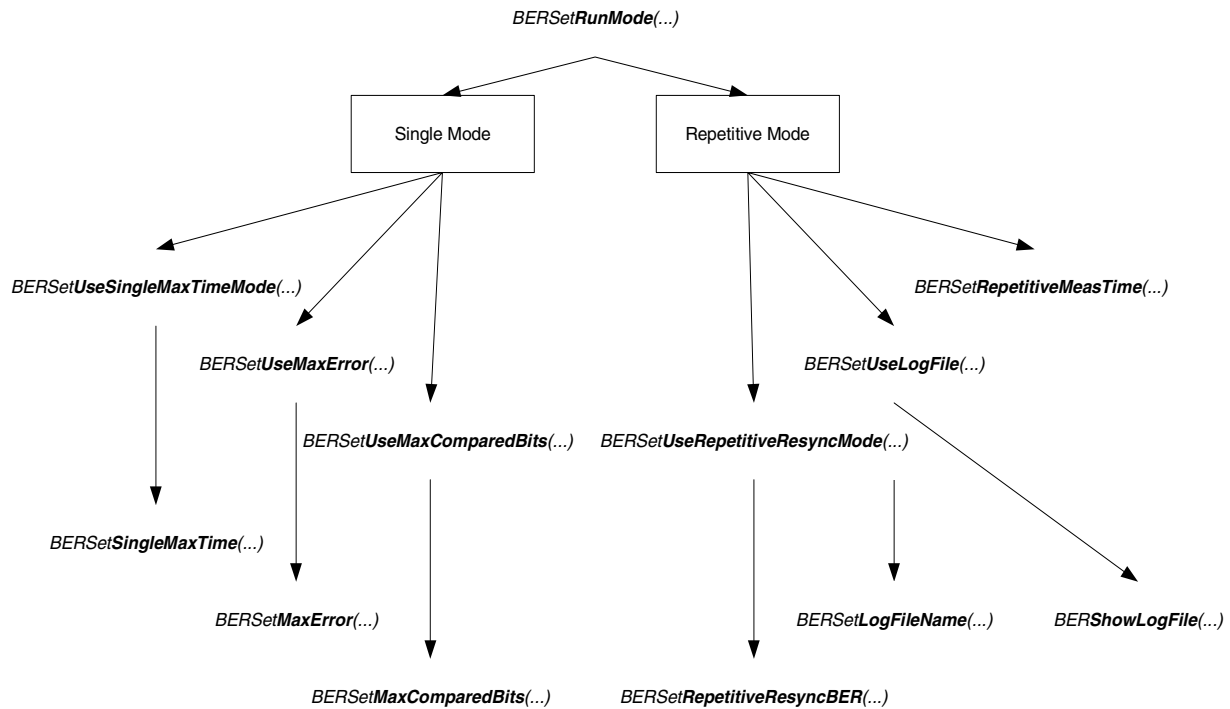 BERSetRunMode(...)
Single Mode
Repetitive Mode
BERSetUseSingleMaxTimeMode(...)
BERSetRepetitiveMeasTime(...)
BERSetUseMaxError(...)
BERSetUseLogFile(...)
BERSetUseMaxComparedBits(...)
BERSetUseRepetitiveResyncMode(...)
BERSetSingleMaxTime(...)
BERSetMaxError(...)
BERSetLogFileName(...)
BERShowLogFile(...)
BERSetMaxComparedBits(...)
BERSetRepetitiveResyncBER(...)